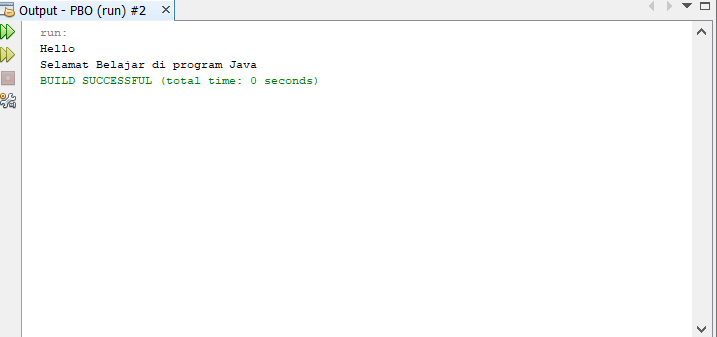 Output - PBO (run) #2
run:
Hello
Selamat Belajar di program Java
BUILD SUCCESSFUL (total time: 0 seconds)